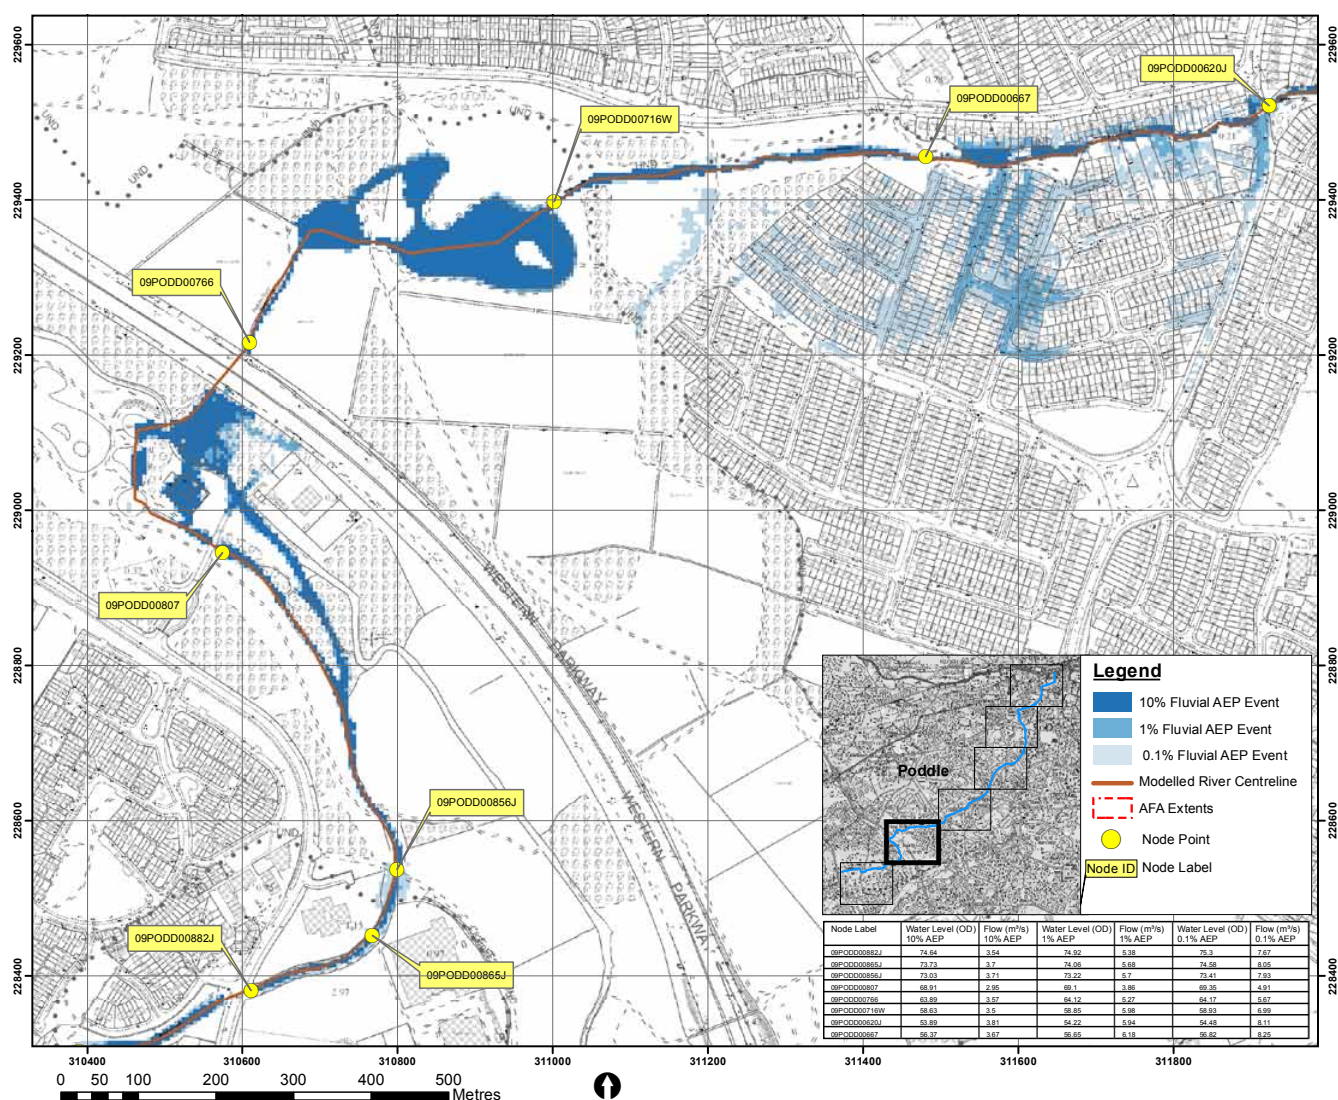 229600
229400
229200
229000
228800
228600
228400
229600
229400
229200
229000
228800
228600
228400
09PODD00620J
09PODD00667
09PODD00716W
09PODD00766
09PODD00807
09PODD00856J
09PODD00882J
09PODD00865J
UND
UND
UND
UND
UND
WESTERN PARKWAY
WESTERN
PARKWAY
2.97
Poddle
Legend
10% Fluvial AEP Event
1% Fluvial AEP Event
0.1% Fluvial AEP Event
Modelled River Centreline
AFA Extents
Node Point
Node ID Node Label
Node Label Water Level (OD) 10% AEP Flow (m³/s) 10% AEP Water Level (OD) 1% AEP Flow (m³/s) 1% AEP Water Level (OD) 0.1% AEP Flow (m³/s) 0.1% AEP
09PODD00882J 74.64 3.54 74.92 5.38 75.3 7.67
09PODD00865J 73.73 3.7 74.06 5.68 74.58 8.05
09PODD00856J 73.03 3.71 73.22 5.7 73.41 7.93
09PODD00807 68.91 2.95 69.1 3.86 69.35 4.91
09PODD00766 63.89 3.57 64.12 5.27 64.17 5.67
09PODD00716W 58.63 3.5 58.85 5.98 58.93 6.99
09PODD00620J 53.89 3.81 54.22 5.94 54.48 8.11
09PODD00667 56.37 3.67 56.65 6.18 56.82 8.25
310400 310600 310800 311000 311200 311400 311600 311800
0 50 100 200 300 400 500
Metres